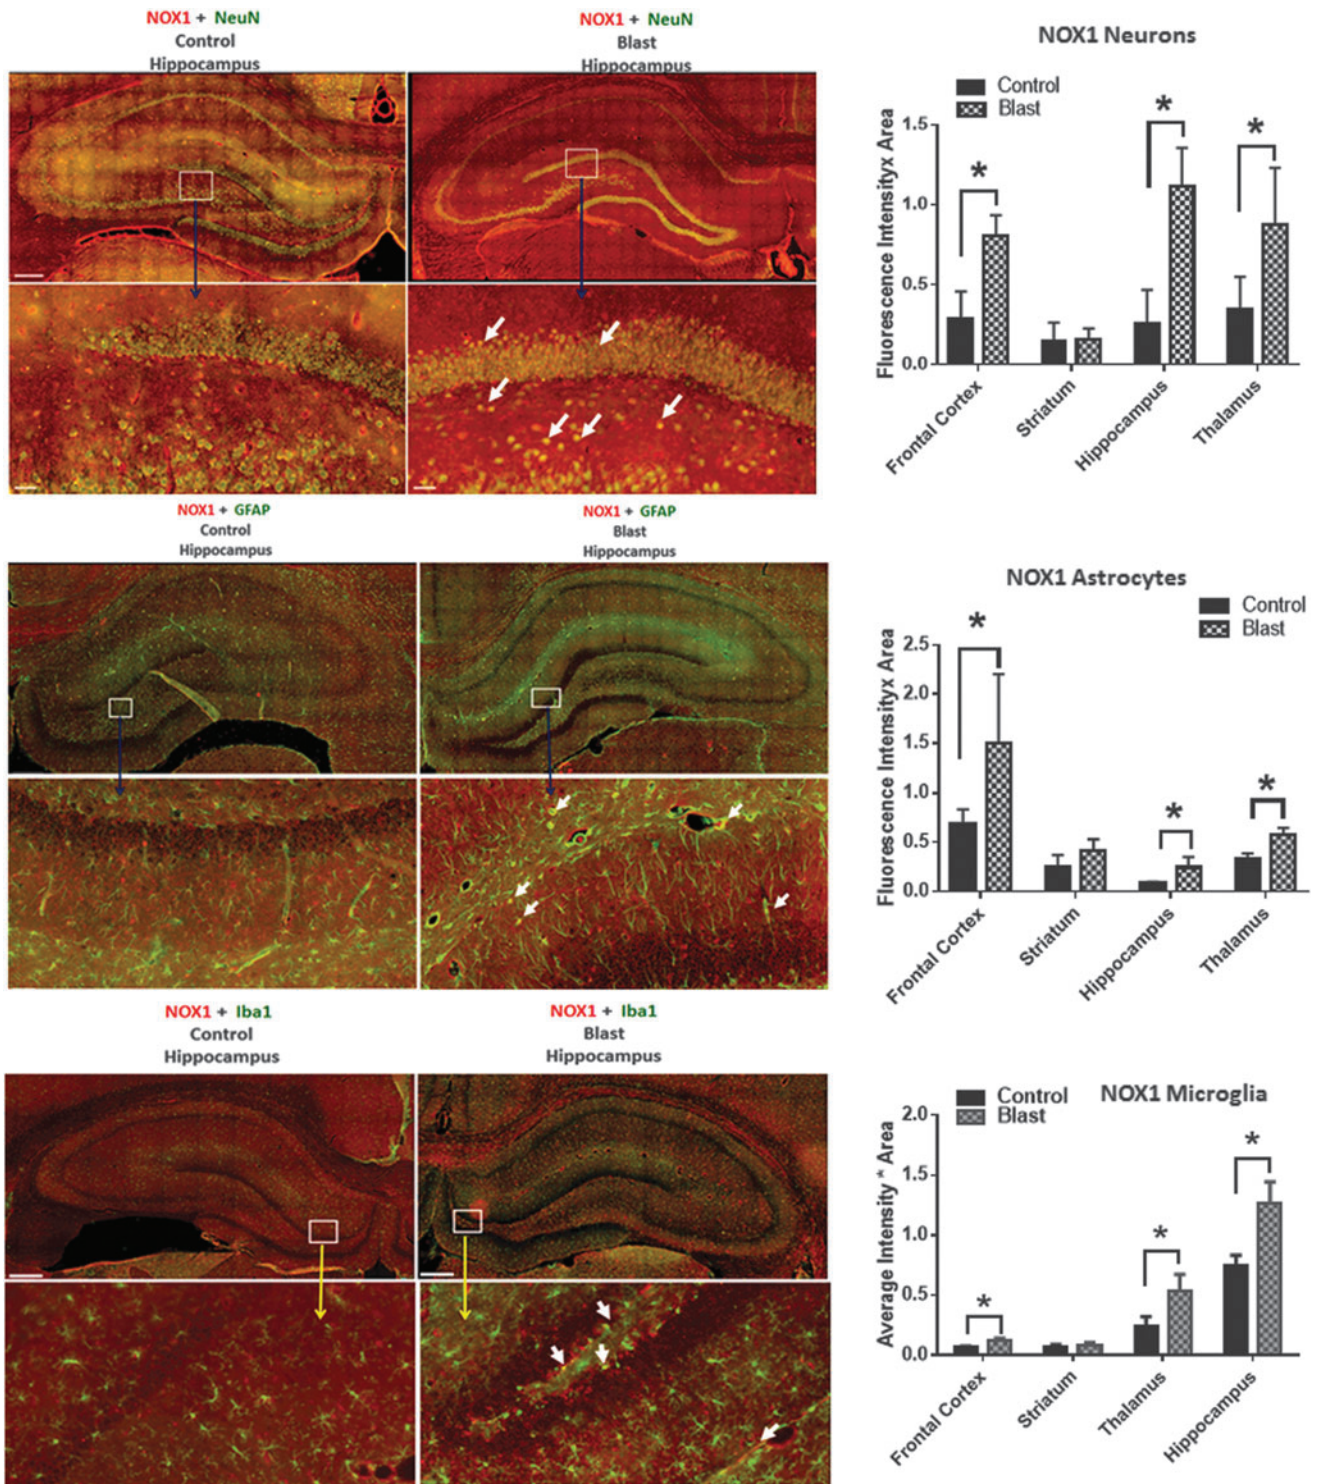 NOX1 + NeuN
Control
Hippocampus
NOX1 + NeuN
Blast
Hippocampus
NOX1 Neurons
Control
Blast
Fluorescence Intensityx Area
1.5
1.0
0.5
0.0
*
*
*
Frontal Cortex
Striatum
Hippocampus
Thalamus
NOX1 + GFAP
Control
Hippocampus
NOX1 + GFAP
Blast
Hippocampus
NOX1 Astrocytes
Control
Blast
Fluorescence Intensityx Area
2.5
2.0
1.5
1.0
0.5
0.0
*
*
*
Frontal Cortex
Striatum
Hippocampus
Thalamus
NOX1 + Iba1
Control
Hippocampus
NOX1 + Iba1
Blast
Hippocampus
NOX1 Microglia
Control
Blast
Average Intensity * Area
2.0
1.5
1.0
0.5
0.0
*
*
*
Frontal Cortex
Striatum
Thalamus
Hippocampus